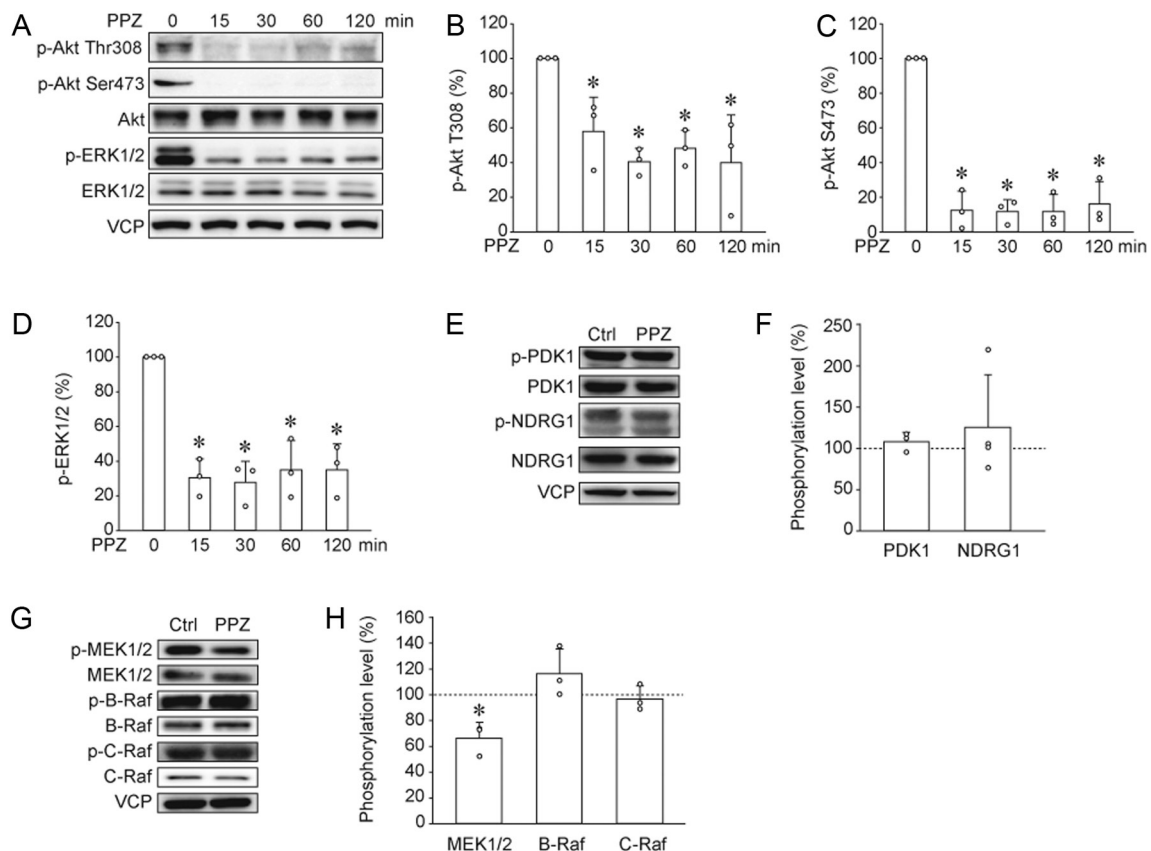 A
PPZ 0 15 30 60 120 min
p-Akt Thr308
p-Akt Ser473
Akt
p-ERK1/2
ERK1/2
VCP
B
p-Akt T308 (%)
120
100
80
60
40
20
0
* * * *
PPZ 0 15 30 60 120 min
C
p-Akt S473 (%)
120
100
80
60
40
20
0
* * * *
PPZ 0 15 30 60 120 min
D
p-ERK1/2 (%)
120
100
80
60
40
20
0
* * * *
PPZ 0 15 30 60 120 min
E
Ctrl PPZ
p-PDK1
PDK1
p-NDRG1
NDRG1
VCP
F
Phosphorylation level (%)
250
200
150
100
50
0
PDK1 NDRG1
G
Ctrl PPZ
p-MEK1/2
MEK1/2
p-B-Raf
B-Raf
p-C-Raf
C-Raf
VCP
H
Phosphorylation level (%)
160
140
120
100
80
60
40
20
0
*
MEK1/2 B-Raf C-Raf